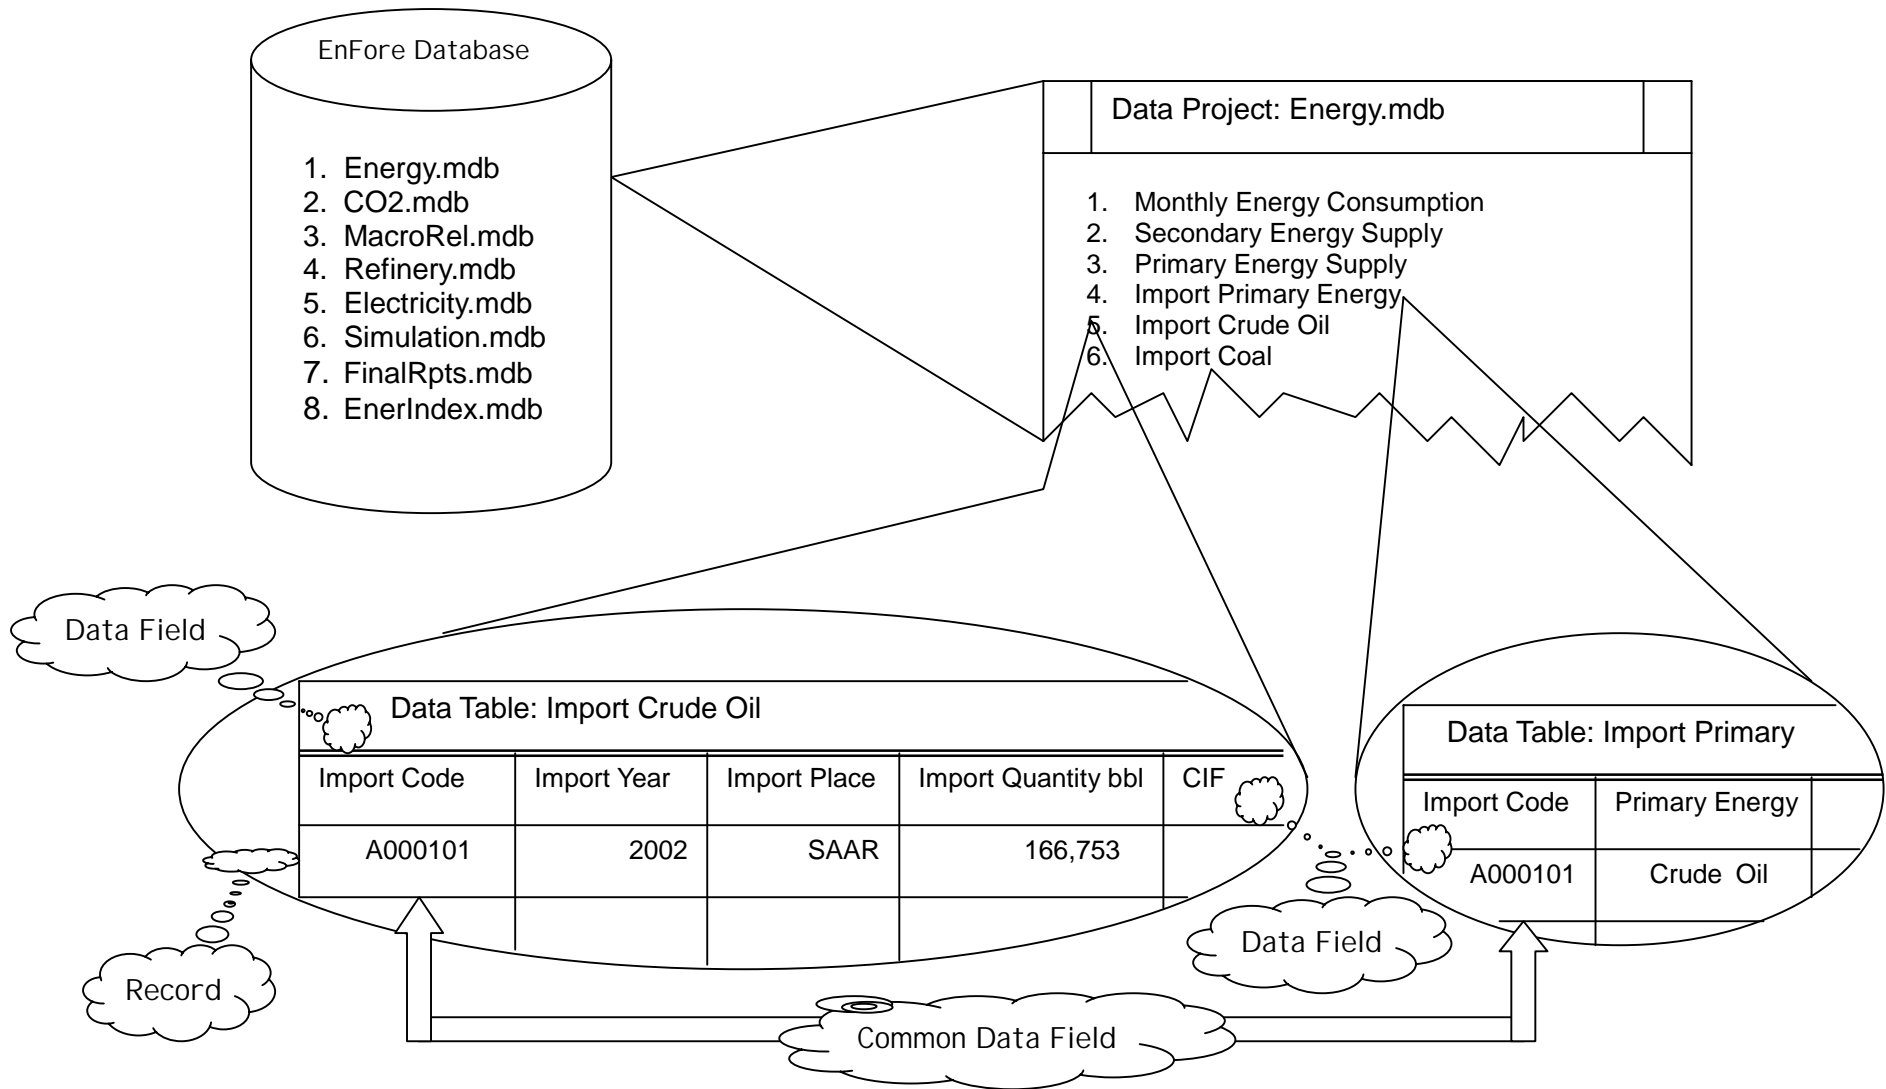 EnFore Database
1. Energy.mdb
2. CO2.mdb
3. MacroRel.mdb
4. Refinery.mdb
5. Electricity.mdb
6. Simulation.mdb
7. FinalRpts.mdb
8. EnerIndex.mdb
Data Project: Energy.mdb
1. Monthly Energy Consumption
2. Secondary Energy Supply
3. Primary Energy Supply
4. Import Primary Energy
5. Import Crude Oil
6. Import Coal
Data Field
Data Table: Import Crude Oil
Import Code Import Year Import Place Import Quantity bbl CIF
A000101 2002 SAAR 166,753
Data Table: Import Primary
Import Code Primary Energy
A000101 Crude Oil
Data Field
Record
Common Data Field